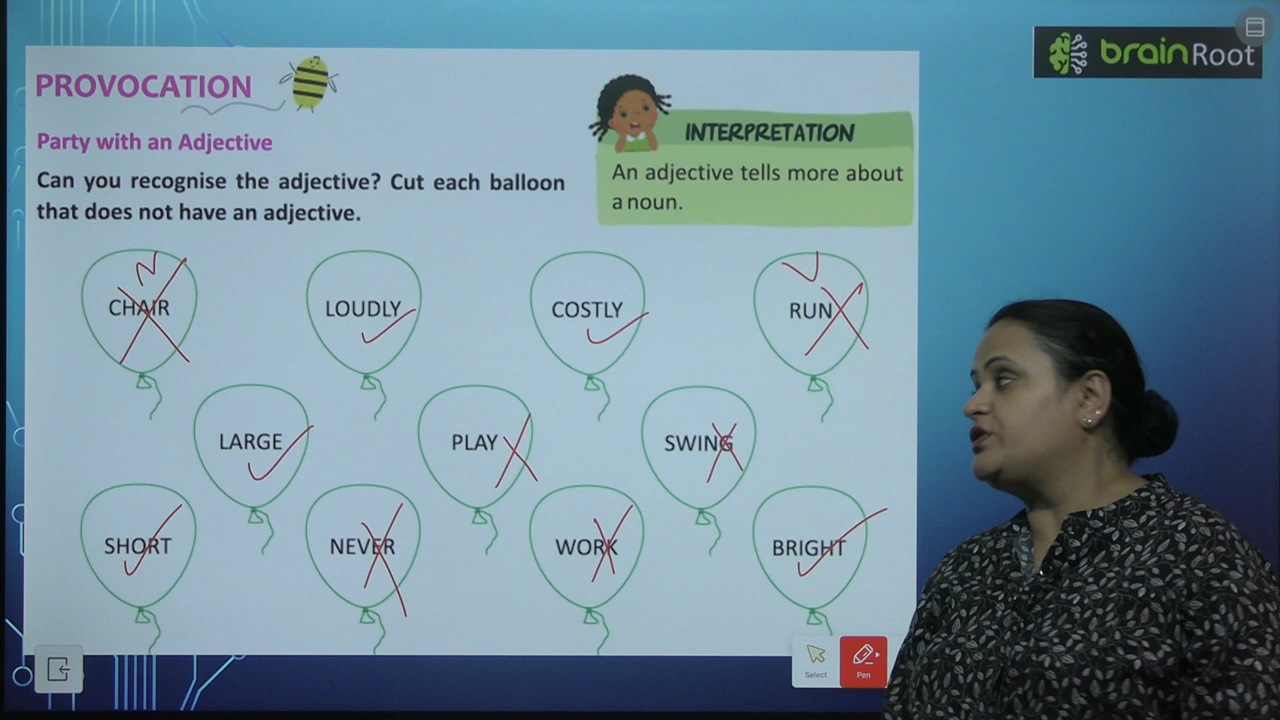 brainRoot
PROVOCATION
Party with an Adjective
Can you recognise the adjective? Cut each balloon
that does not have an adjective.
INTERPRETATION
An adjective tells more about
a noun.
N
V
CHAIR
LOUDLY
COSTLY
RUN
LARGE
PLAY
SWING
SHORT
NEVER
WORK
BRIGHT
Select
Pen